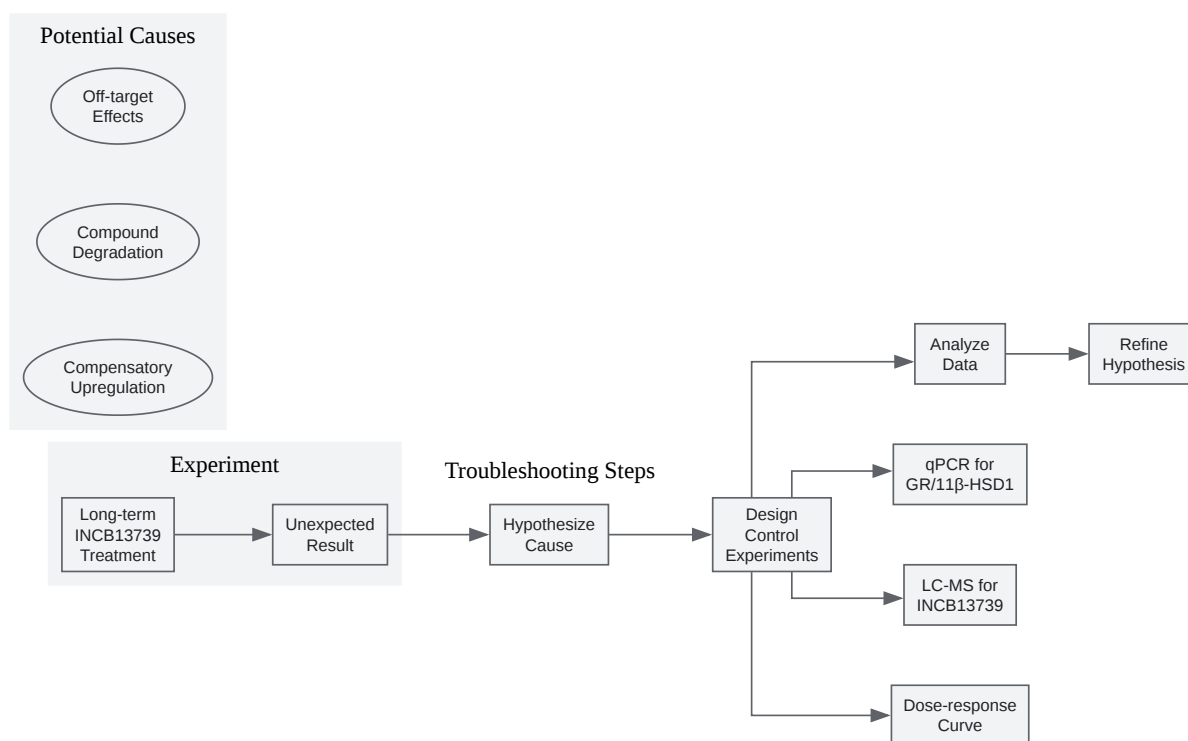 Potential Causes
Off-target
Effects
Compound
Degradation
Compensatory
Upregulation
Experiment
Long-term
INCB13739
Treatment
Unexpected
Result
Troubleshooting Steps
Hypothesize
Cause
Design
Control
Experiments
Analyze
Data
Refine
Hypothesis
qPCR for
GR/11β-HSD1
LC-MS for
INCB13739
Dose-response
Curve